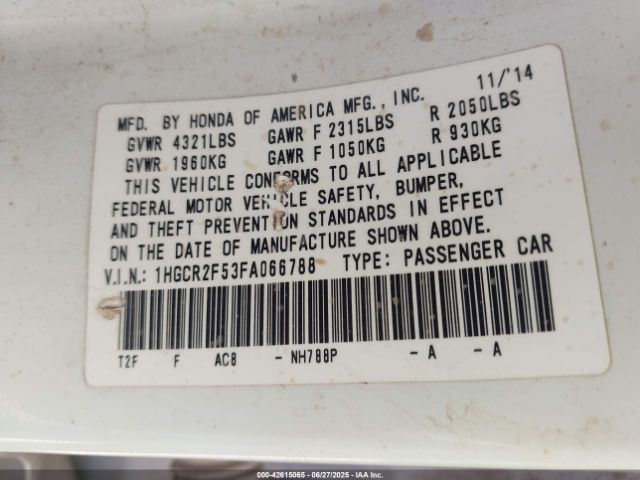 MFD. BY HONDA OF AMERICA MFG., INC. 11/'14
GVWR 4321LBS GAWR F 2315LBS R 2050LBS
GVWR 1960KG GAWR F 1050KG R 930KG
THIS VEHICLE CONFORMS TO ALL APPLICABLE
FEDERAL MOTOR VEHICLE SAFETY, BUMPER,
AND THEFT PREVENTION STANDARDS IN EFFECT
ON THE DATE OF MANUFACTURE SHOWN ABOVE.
V.I.N.: 1HGCR2F53FA066788 TYPE: PASSENGER CAR
T2F F AC8 - NH788P - A - A
000-42615065 - 06/27/2025 - IAA Inc.